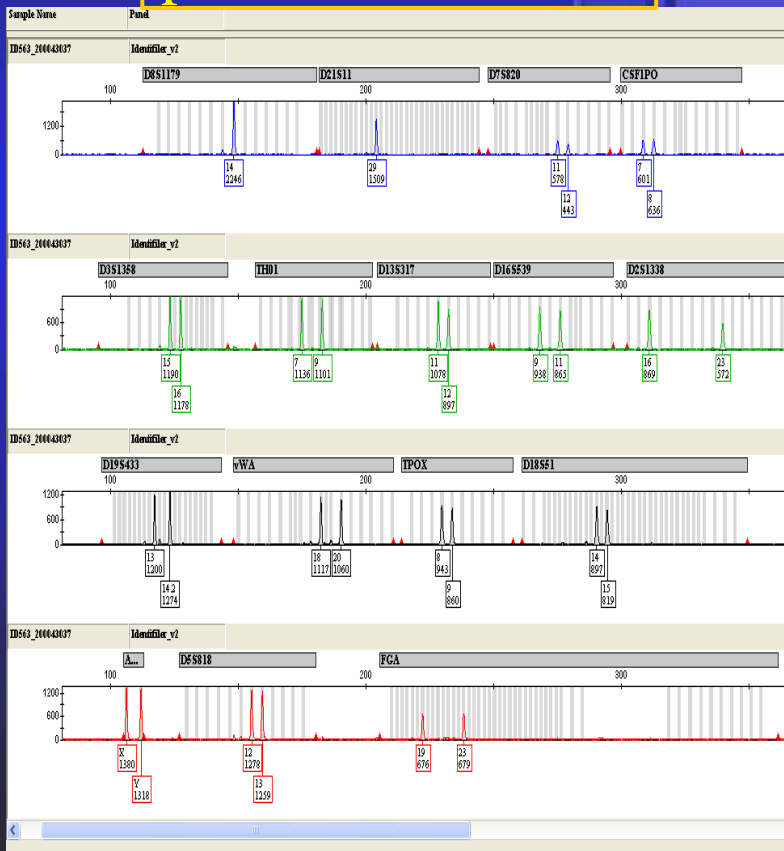 Sample Name Panel
ID563_200043037 Identifiler_v2
D8S1179 D21S11 D7S820 CSF1PO
100 200 300
1200
0
14 29 11 7
2246 1509 578 601
12 8
443 636
ID563_200043037 Identifiler_v2
D3S1358 TH01 D13S317 D16S539 D2S1338
100 200 300
600
0
15 7 9 11 9 11 16 23
1190 1136 1101 1078 938 865 869 572
16 12
1178 897
ID563_200043037 Identifiler_v2
D19S433 vWA TPOX D18S51
100 200 300
1200
600
0
13 18 20 8 14
1200 1117 1060 943 897
14.2 9 15
1274 860 819
ID563_200043037 Identifiler_v2
A... D5S818 FGA
100 200 300
1200
600
0
X 12 19 23
1380 1278 676 679
Y 13
1318 1259